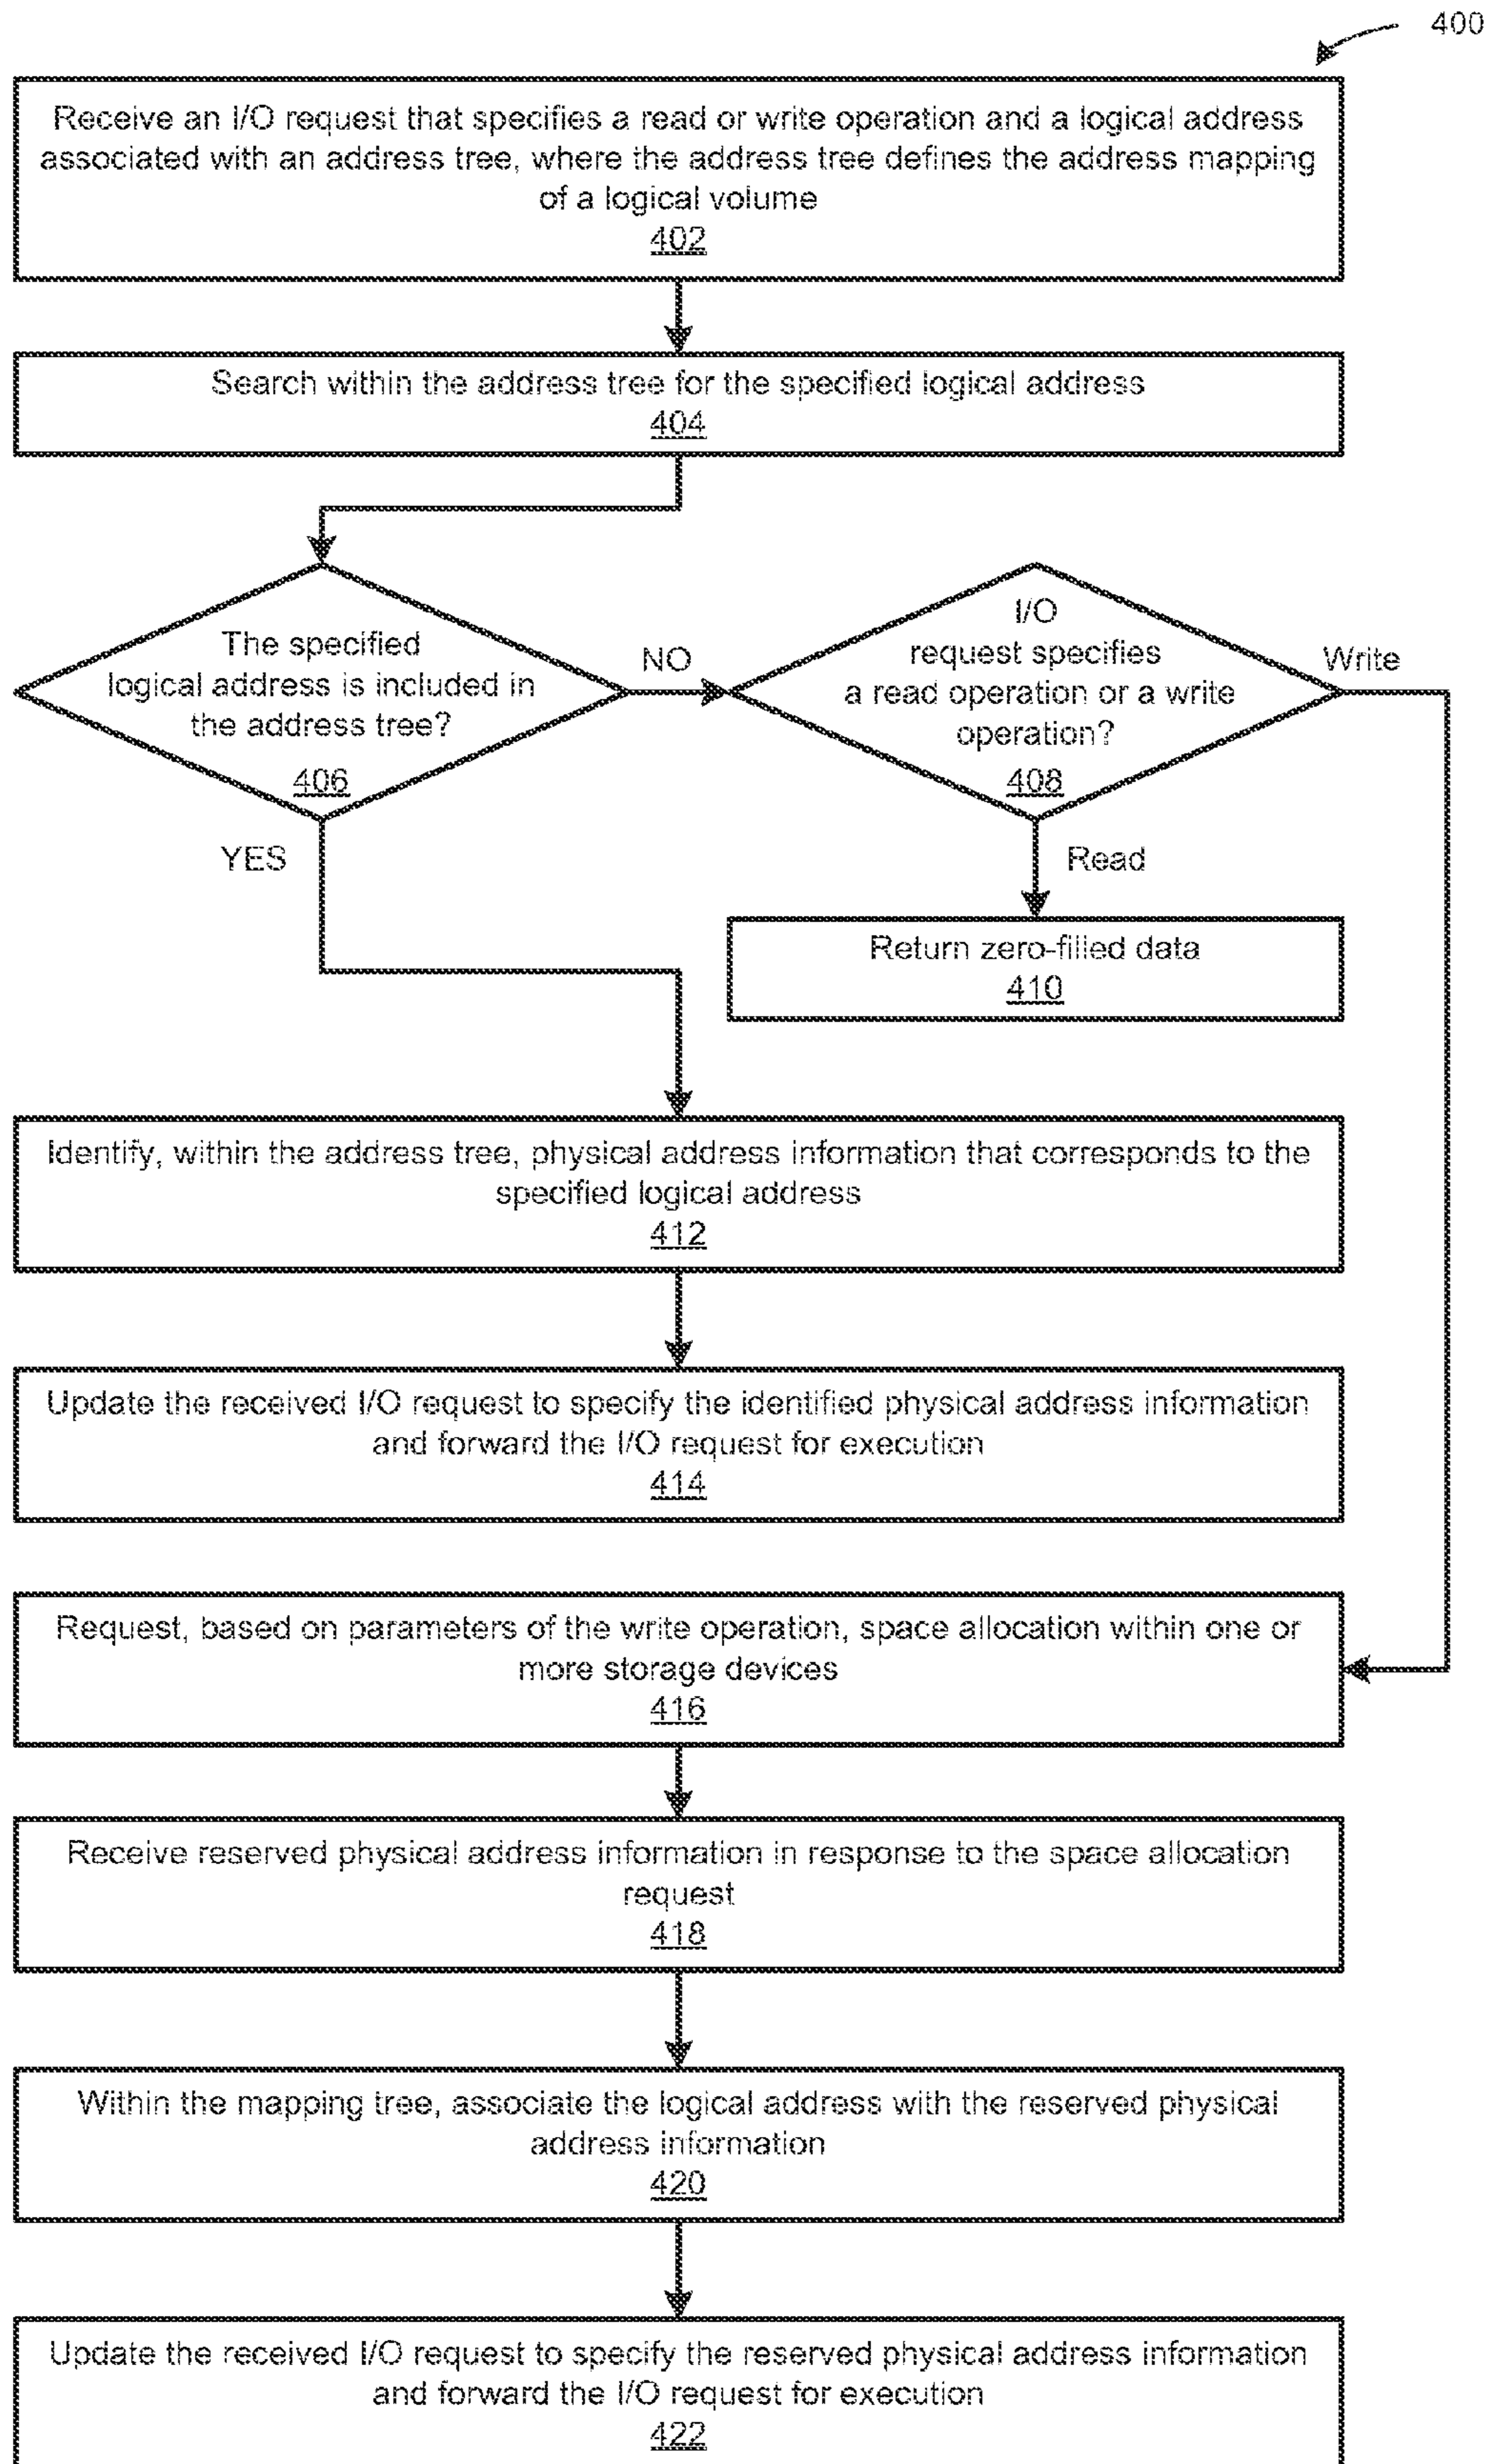 400
Receive an I/O request that specifies a read or write operation and a logical address
associated with an address tree, where the address tree defines the address mapping
of a logical volume
402
Search within the address tree for the specified logical address
404
The specified
logical address is included in
the address tree?
406
NO
I/O
request specifies
a read operation or a write
operation?
408
Write
YES
Read
Return zero-filled data
410
Identify, within the address tree, physical address information that corresponds to the
specified logical address
412
Update the received I/O request to specify the identified physical address information
and forward the I/O request for execution
414
Request, based on parameters of the write operation, space allocation within one or
more storage devices
416
Receive reserved physical address information in response to the space allocation
request
418
Within the mapping tree, associate the logical address with the reserved physical
address information
420
Update the received I/O request to specify the reserved physical address information
and forward the I/O request for execution
422